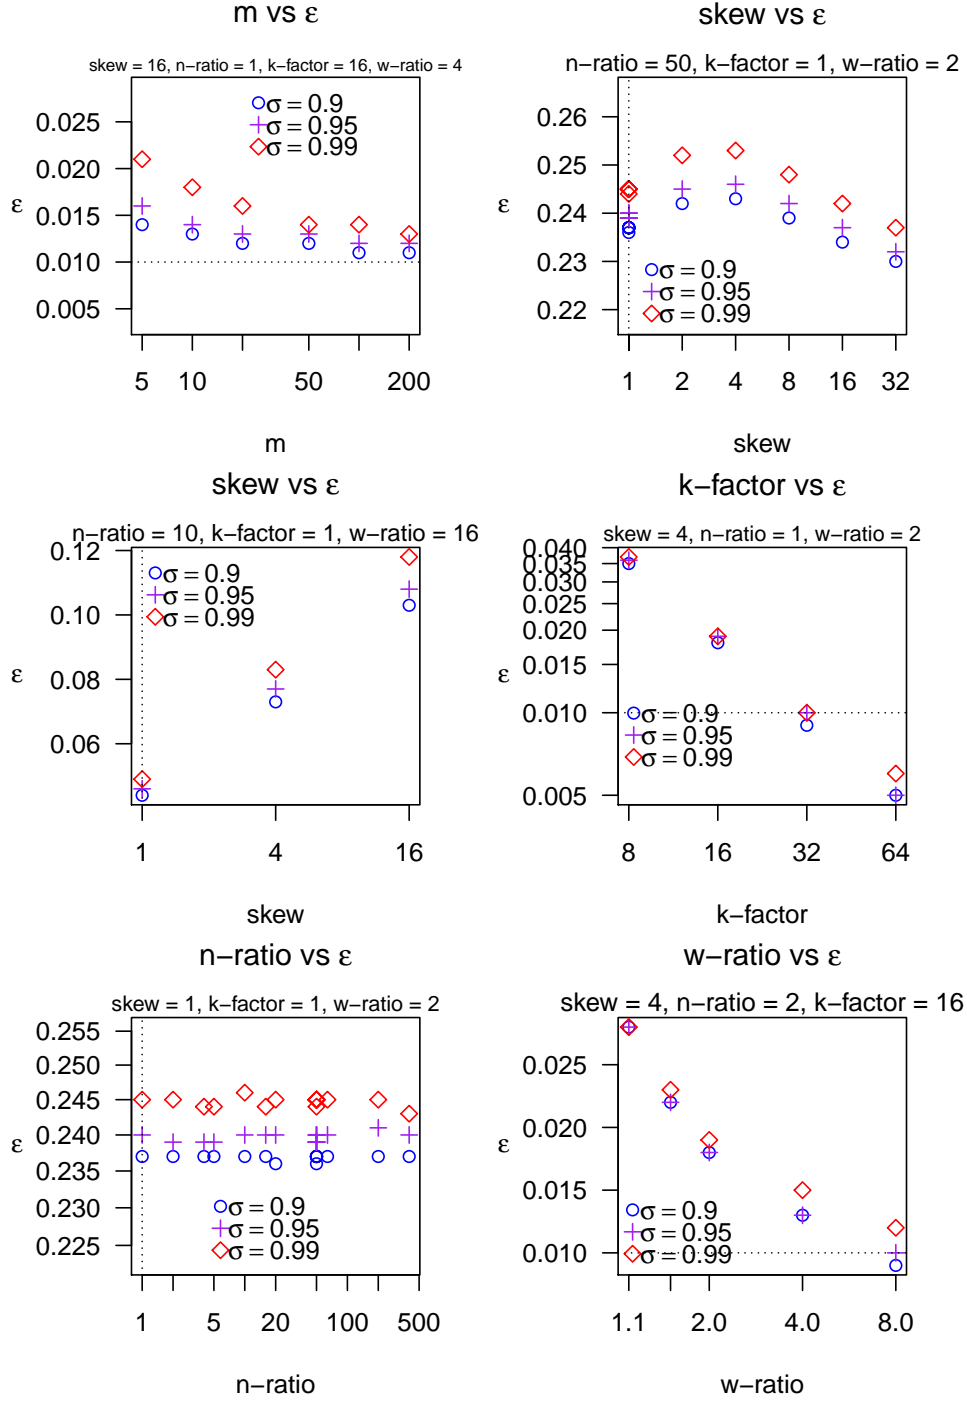 m vs ε
skew = 16, n−ratio = 1, k−factor = 16, w−ratio = 4
σ = 0.9
σ = 0.95
σ = 0.99
0.025
0.020
0.015
0.010
0.005
ε
5 10 50 200
m
skew vs ε
n−ratio = 50, k−factor = 1, w−ratio = 2
0.26
0.25
0.24
0.23
0.22
ε
σ = 0.9
σ = 0.95
σ = 0.99
1 2 4 8 16 32
skew
skew vs ε
n−ratio = 10, k−factor = 1, w−ratio = 16
0.12
0.10
0.08
0.06
ε
σ = 0.9
σ = 0.95
σ = 0.99
1 4 16
skew
k−factor vs ε
skew = 4, n−ratio = 1, w−ratio = 2
0.040
0.035
0.030
0.025
0.020
0.015
0.010
0.005
ε
σ = 0.9
σ = 0.95
σ = 0.99
8 16 32 64
k−factor
n−ratio vs ε
skew = 1, k−factor = 1, w−ratio = 2
0.255
0.250
0.245
0.240
0.235
0.230
0.225
ε
σ = 0.9
σ = 0.95
σ = 0.99
1 5 20 100 500
n−ratio
w−ratio vs ε
skew = 4, n−ratio = 2, k−factor = 16
0.025
0.020
0.015
0.010
ε
σ = 0.9
σ = 0.95
σ = 0.99
1.1 2.0 4.0 8.0
w−ratio